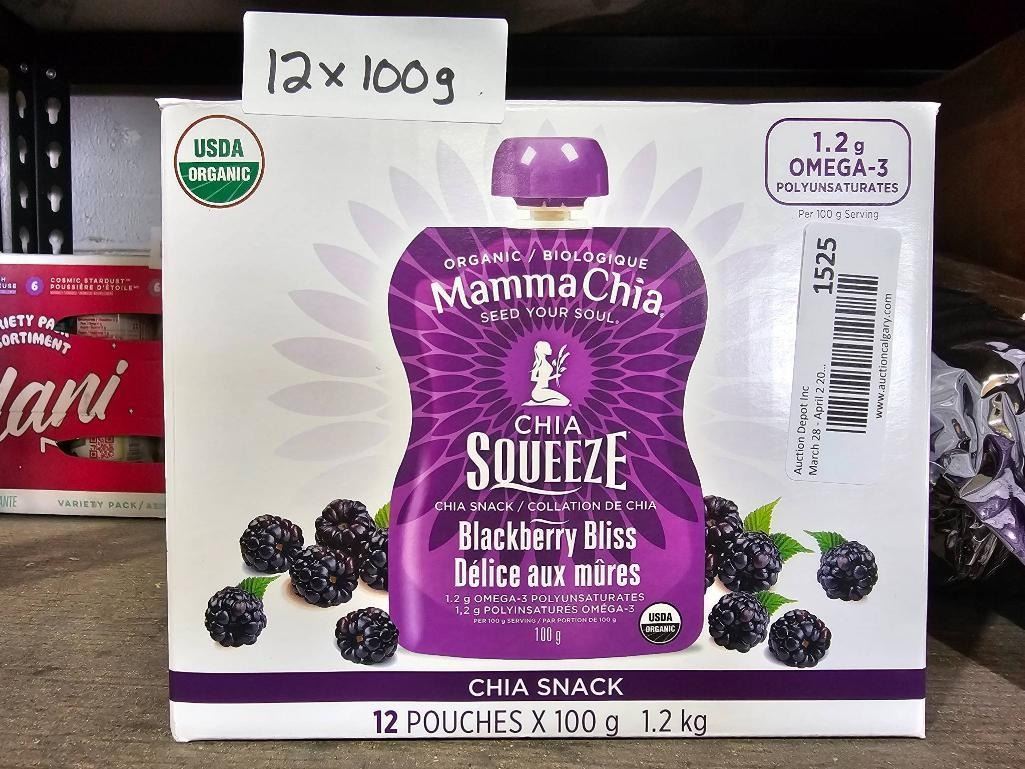 12 x 100g
USDA
ORGANIC
1.2 g
OMEGA-3
POLYUNSATURATES
Per 100 g Serving
ORGANIC / BIOLOGIQUE
Mamma Chia®
SEED YOUR SOUL®
CHIA
SQUEEZE
CHIA SNACK / COLLATION DE CHIA
Blackberry Bliss
Délice aux mûres
1.2 g OMEGA-3 POLYUNSATURATES
1,2 g POLYINSATURÉS OMÉGA-3
PER 100 g SERVING / PAR PORTION DE 100 g
100 g
USDA
ORGANIC
CHIA SNACK
12 POUCHES X 100 g 1.2 kg
1525
Auction Depot Inc
March 28 - April 2 20...
www.auctioncalgary.com
6 COSMIC STARDUST™
POUSSIÈRE D'ÉTOILE
6
VARIETY PACK /